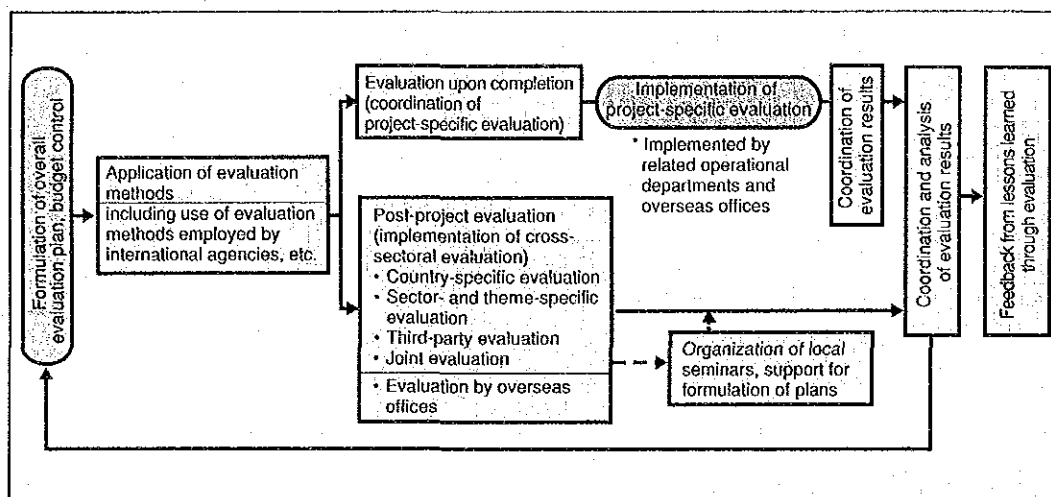 Formulation of overall
evaluation plan, budget control
Application of evaluation
methods
including use of evaluation
methods employed by
international agencies, etc.
Evaluation upon completion
(coordination of
project-specific evaluation)
Implementation of
project-specific evaluation
* Implemented by
related operational
departments and
overseas offices
Coordination of
evaluation results
Post-project evaluation
(implementation of cross-
sectoral evaluation)
• Country-specific evaluation
• Sector- and theme-specific
evaluation
• Third-party evaluation
• Joint evaluation
• Evaluation by overseas
offices
Organization of local
seminars, support for
formulation of plans
Coordination and analysis
of evaluation results
Feedback from lessons learned
through evaluation